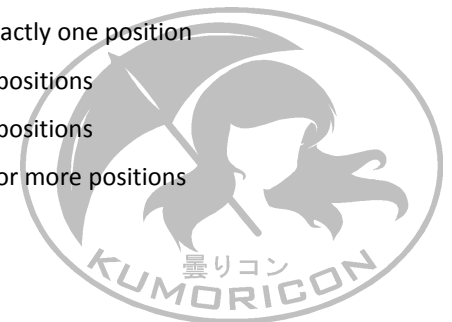 actly one position
positions
positions
or more positions
曇りコン
KUMORICON